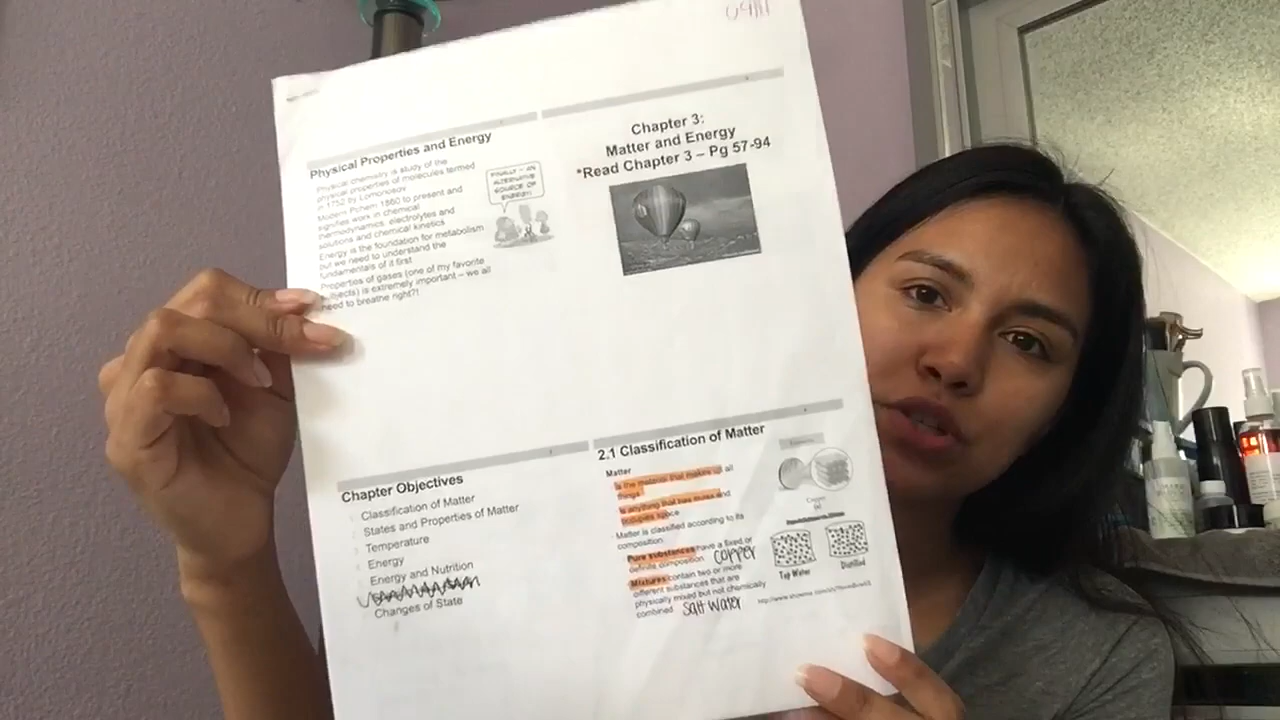 Physical Properties and Energy
Physical chemistry is study of the
physical properties of molecules termed
in 1752 by Lomonosov
Modern Pchem 1860 to present and
signifies work in chemical
thermodynamics, electrolytes and
solutions and chemical kinetics
Energy is the foundation for metabolism
but we need to understand the
fundamentals of it first
Properties of gases (one of my favorite
is extremely important – we all
need to breathe right?!
FINALLY - AN
ALTERNATIVE
SOURCE OF
ENERGY!
Chapter 3:
Matter and Energy
*Read Chapter 3 – Pg 57-94
Chapter Objectives
Classification of Matter
States and Properties of Matter
Temperature
Energy
Energy and Nutrition
Changes of State
2.1 Classification of Matter
Matter
Is the material that makes up all
things
Is anything that has mass and
occupies space
Matter is classified according to its
composition:
Pure substances have a fixed or
definite composition copper
Mixtures contain two or more
different substances that are
physically mixed but not chemically
combined salt water
Copper
Tap Water
Distilled